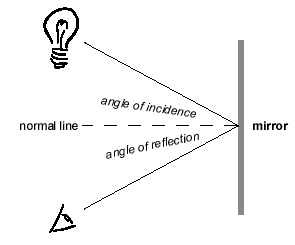 angle of incidence
normal line
mirror
angle of reflection